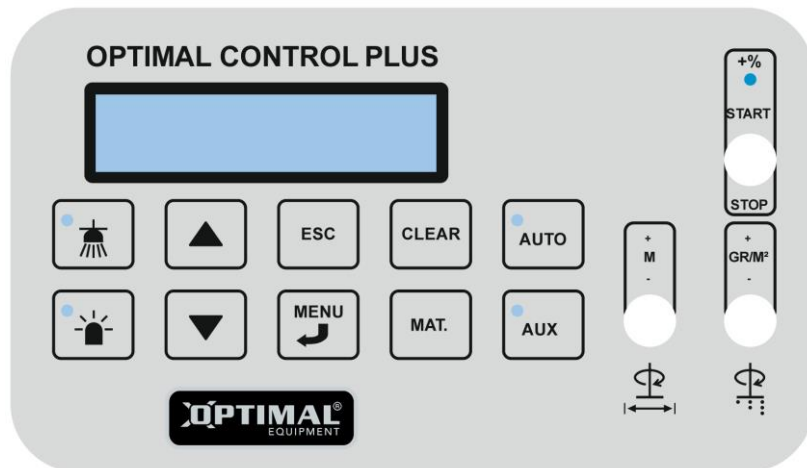 OPTIMAL CONTROL PLUS
+%
START
STOP
ESC
CLEAR
AUTO
MENU
MAT.
AUX
+
M
-
+
GR/M²
-
OPTIMAL®
EQUIPMENT